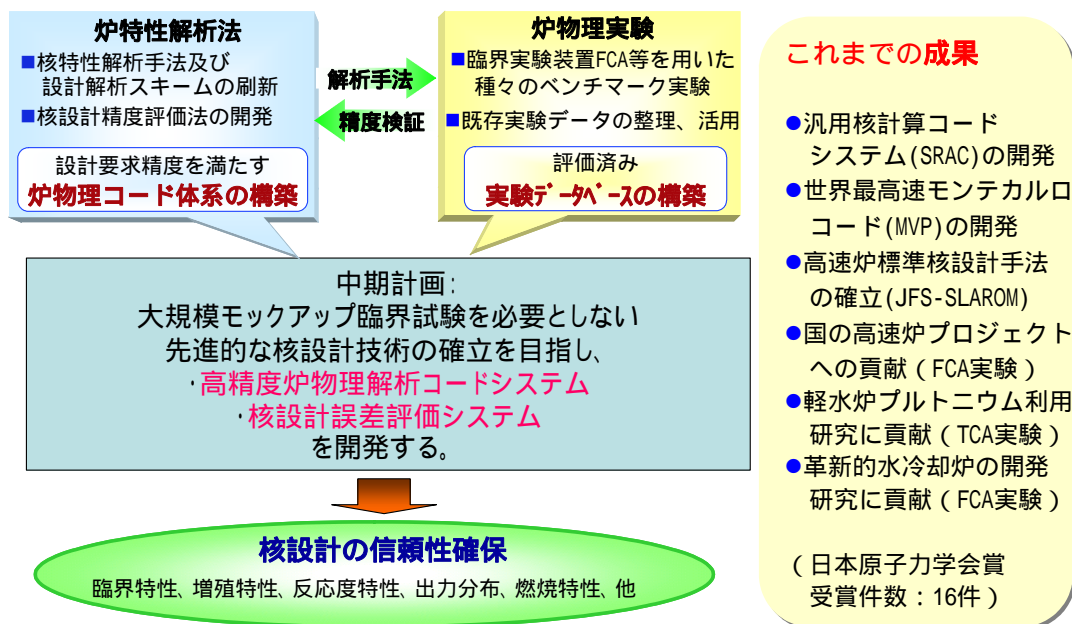 炉特性解析法
■核特性解析手法及び
設計解析スキームの刷新
■核設計精度評価法の開発
設計要求精度を満たす
炉物理コード体系の構築
解析手法
精度検証
炉物理実験
■臨界実験装置FCA等を用いた
種々のベンチマーク実験
■既存実験データの整理、活用
評価済み
実験データベースの構築
中期計画:
大規模モックアップ臨界試験を必要としない
先進的な核設計技術の確立を目指し、
・高精度炉物理解析コードシステム
・核設計誤差評価システム
を開発する。
核設計の信頼性確保
臨界特性、増殖特性、反応度特性、出力分布、燃焼特性、他
これまでの成果
●汎用核計算コード
システム(SRAC)の開発
●世界最高速モンテカルロ
コード(MVP)の開発
●高速炉標準核設計手法
の確立(JFS-SLAROM)
●国の高速炉プロジェクト
への貢献(FCA実験)
●軽水炉プルトニウム利用
研究に貢献(TCA実験)
●革新的水冷却炉の開発
研究に貢献(FCA実験)
(日本原子力学会賞
受賞件数:16件)